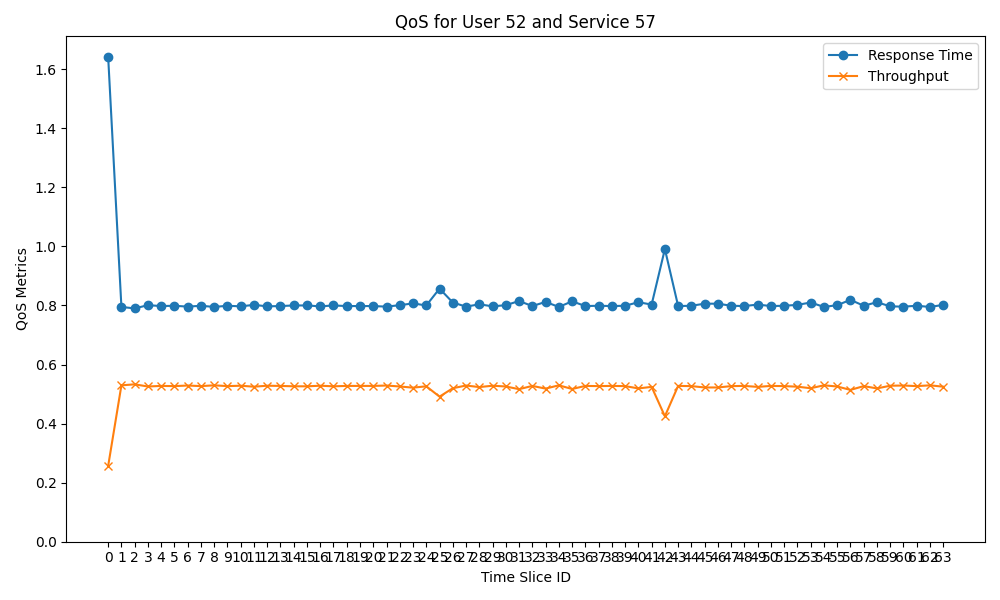 QoS for User 52 and Service 57
Response Time
Throughput
QoS Metrics
1.6
1.4
1.2
1.0
0.8
0.6
0.4
0.2
0.0
0 1 2 3 4 5 6 7 8 9 10 11 12 13 14 15 16 17 18 19 20 21 22 23 24 25 26 27 28 29 30 31 32 33 34 35 36 37 38 39 40 41 42 43 44 45 46 47 48 49 50 51 52 53 54 55 56 57 58 59 60 61 62 63
Time Slice ID